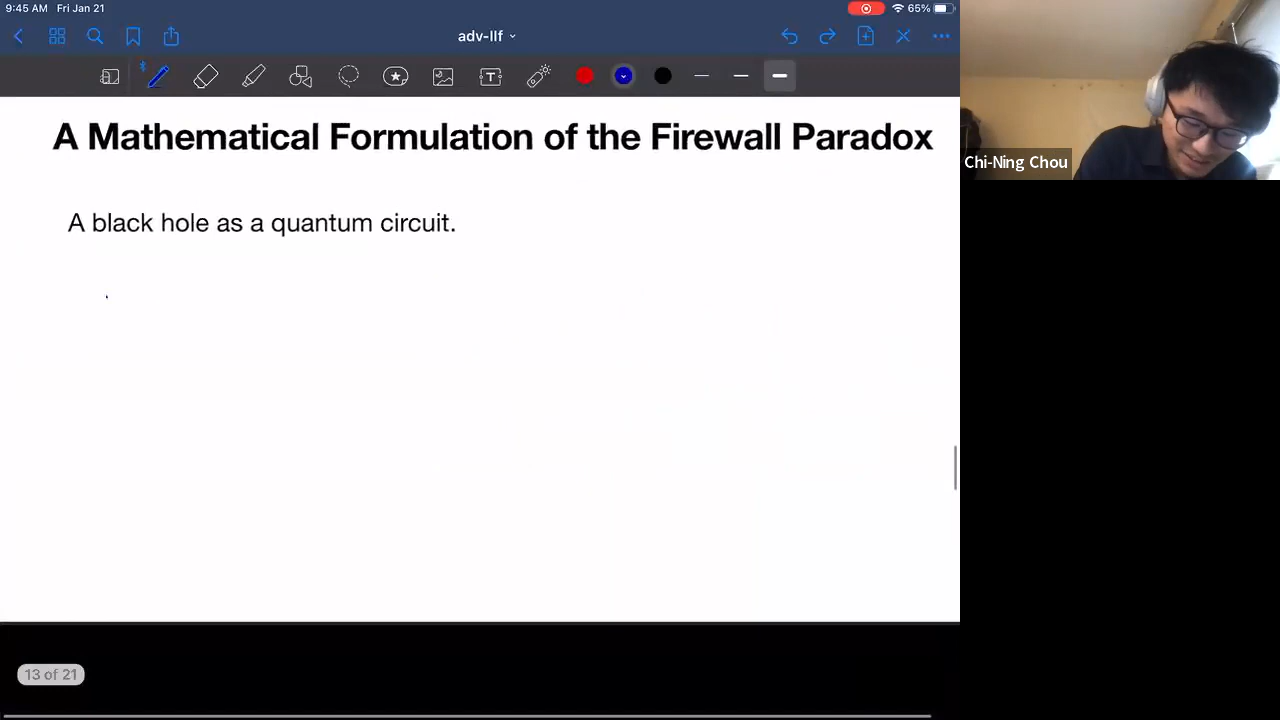 9:45 AM Fri Jan 21
65%
adv-llf
T
A Mathematical Formulation of the Firewall Paradox
Chi-Ning Chou
A black hole as a quantum circuit.
13 of 21